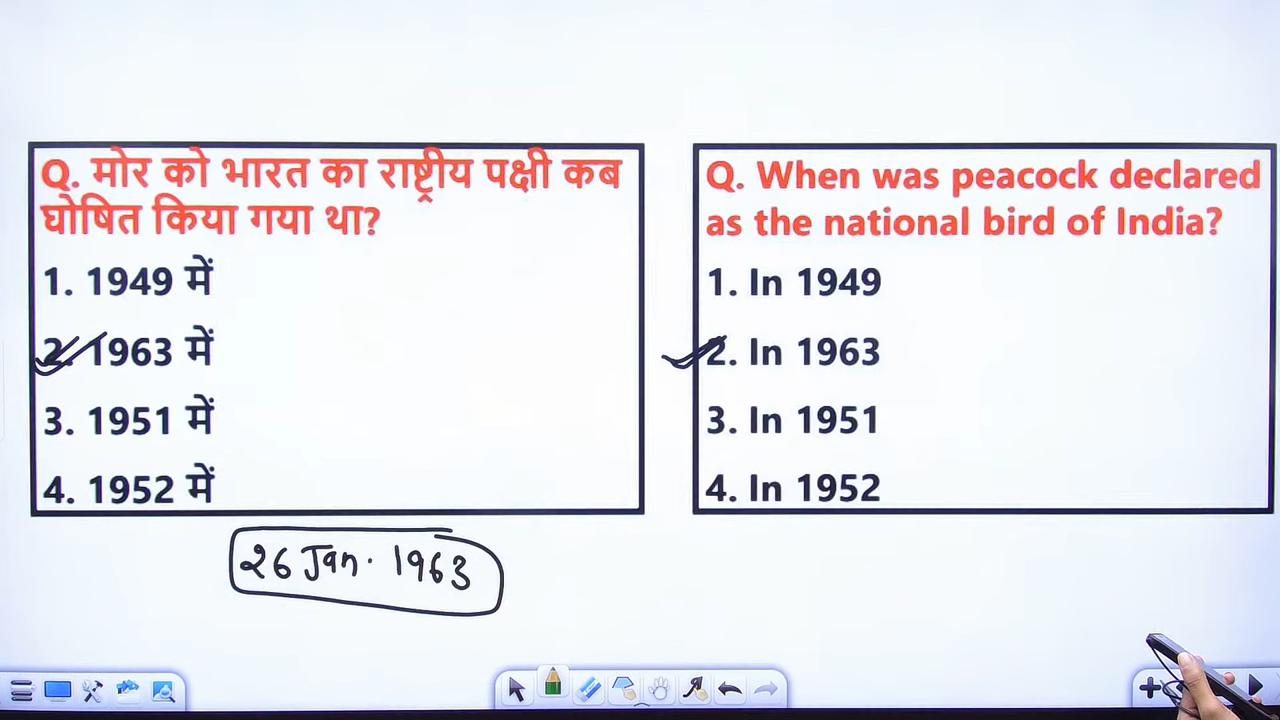 Q. मोर को भारत का राष्ट्रीय पक्षी कब
घोषित किया गया था?
1. 1949 में
2. 1963 में
3. 1951 में
4. 1952 में
26 Jan. 1963
Q. When was peacock declared
as the national bird of India?
1. In 1949
2. In 1963
3. In 1951
4. In 1952